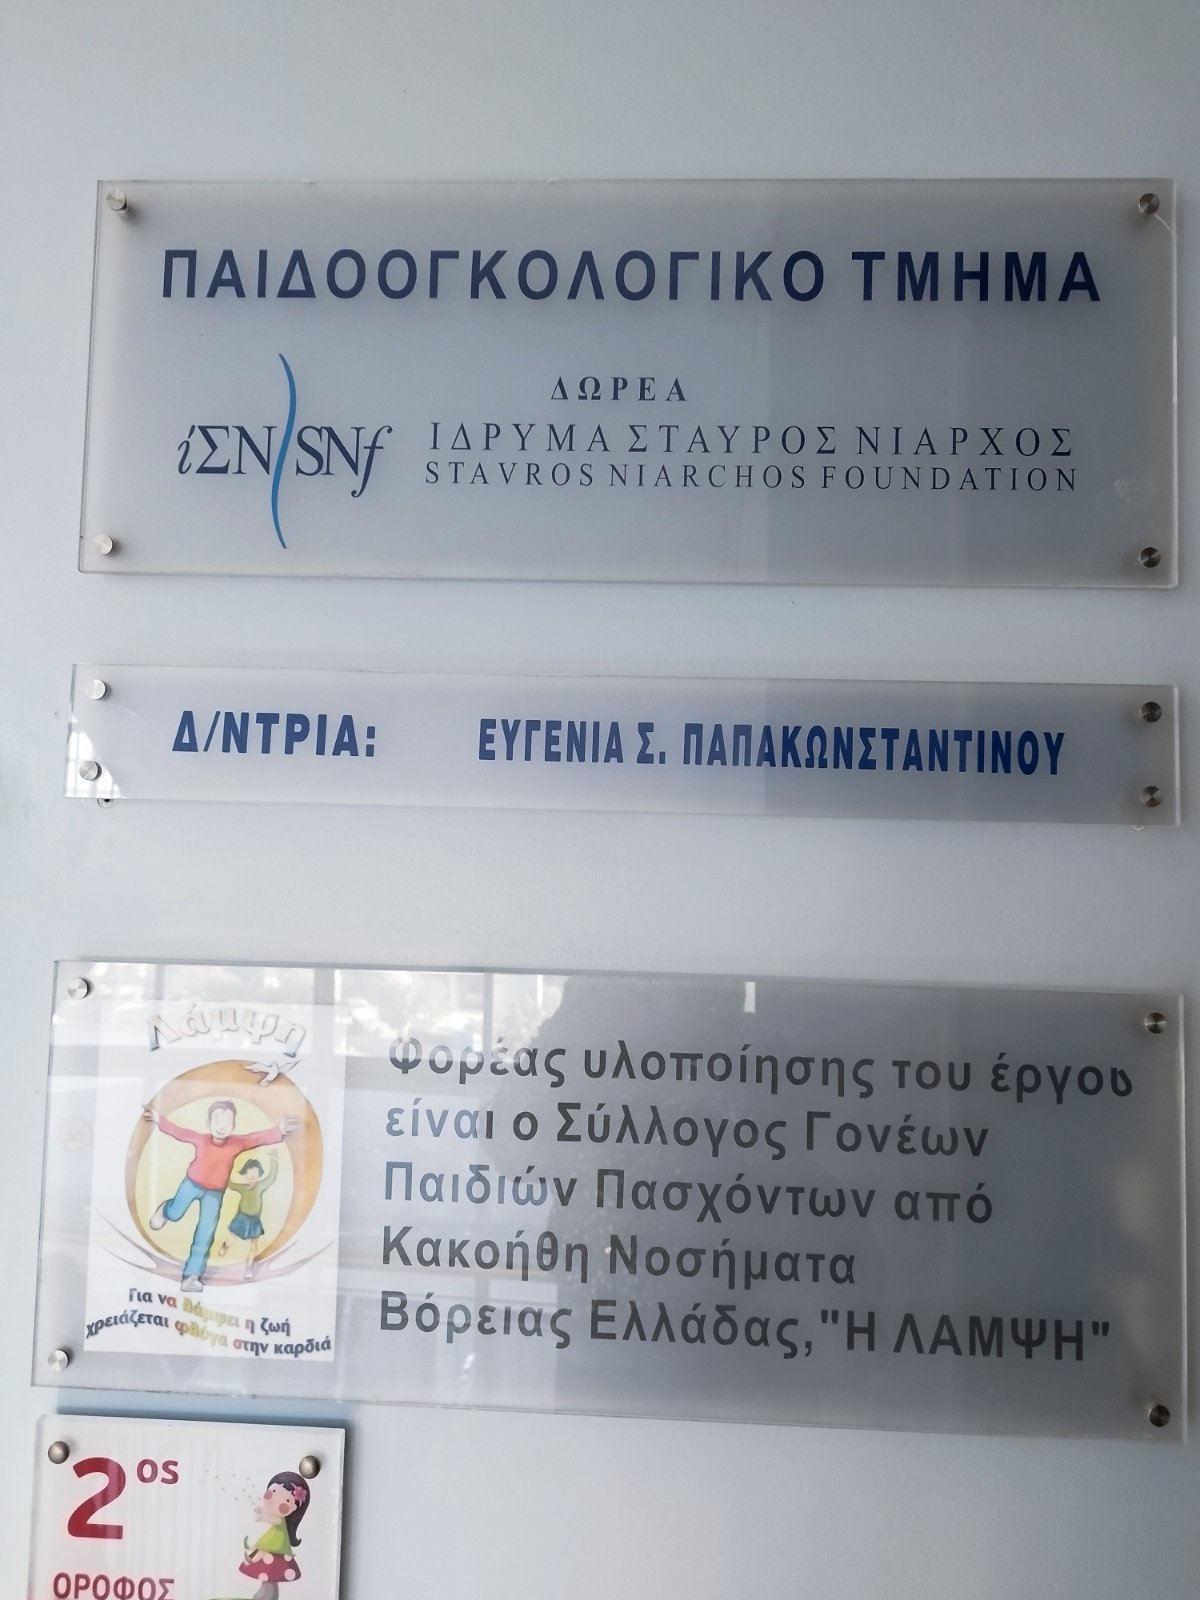 ΠΑΙΔΟΟΓΚΟΛΟΓΙΚΟ ΤΜΗΜΑ
ΔΩΡΕΑ
ίΣΝ SNf
ΙΔΡΥΜΑ ΣΤΑΥΡΟΣ ΝΙΑΡΧΟΣ
STAVROS NIARCHOS FOUNDATION
Δ/ΝΤΡΙΑ: ΕΥΓΕΝΙΑ Σ. ΠΑΠΑΚΩΝΣΤΑΝΤΙΝΟΥ
Λάμψη
Για να λάμψει η ζωή
χρειάζεται φλόγα στην καρδιά
Φορέας υλοποίησης του έργου
είναι ο Σύλλογος Γονέων
Παιδιών Πασχόντων από
Κακοήθη Νοσήματα
Βόρειας Ελλάδας,"Η ΛΑΜΨΗ"
2ος
ΟΡΟΦΟΣ